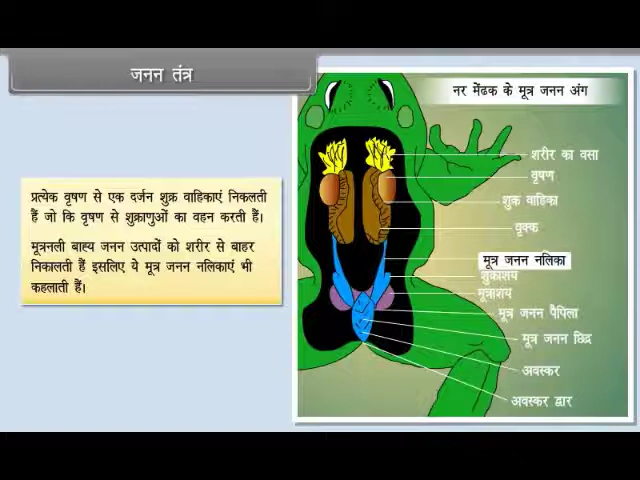 जनन तंत्र
नर मेंढक के मूत्र जनन अंग
प्रत्येक वृषण से एक दर्जन शुक्र वाहिकाएं निकलती
हैं जो कि वृषण से शुक्राणुओं का वहन करती हैं।
मूत्रनली बाह्य जनन उत्पादों को शरीर से बाहर
निकालती हैं इसलिए ये मूत्र जनन नलिकाएं भी
कहलाती हैं।
शरीर का वसा
वृषण
शुक्र वाहिका
वृक्क
मूत्र जनन नलिका
शुक्राशय
मूत्राशय
मूत्र जनन पैपिला
मूत्र जनन छिद्र
अवस्कर
अवस्कर द्वार